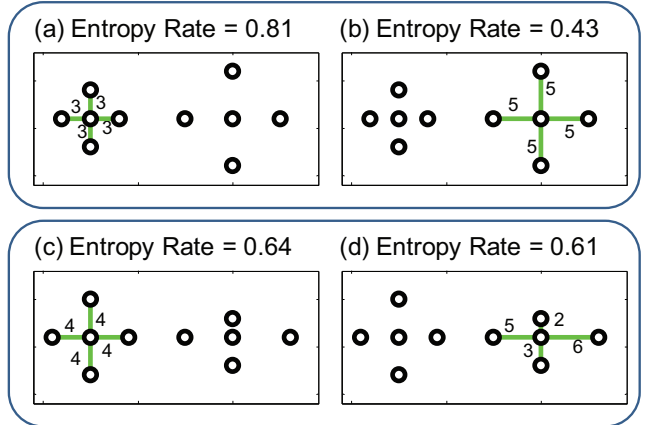 (a) Entropy Rate = 0.81
3 3
3 3
(b) Entropy Rate = 0.43
5
5 5
5
(c) Entropy Rate = 0.64
4 4
4 4
(d) Entropy Rate = 0.61
5 2
3 6